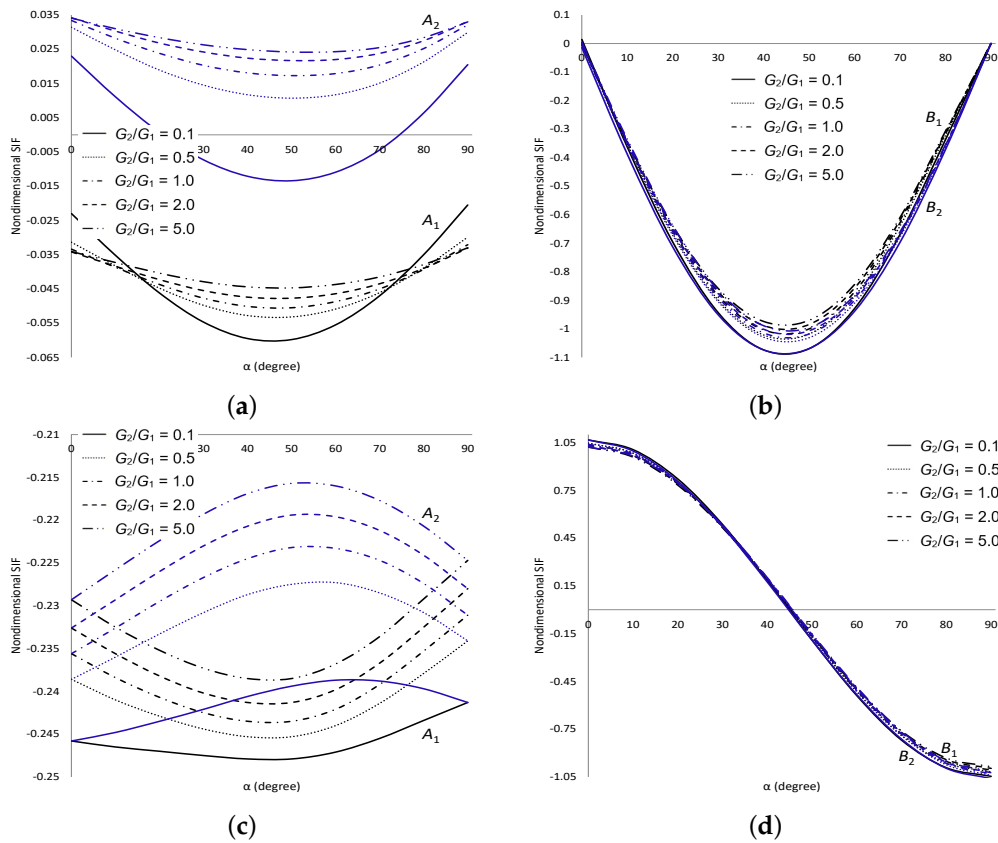 0.035
0.025
0.015
0.005
-0.005
-0.015
-0.025
-0.035
-0.045
-0.055
-0.065
Nondimensional SIF
0 10 20 30 40 50 60 70 80 90
α (degree)
G2/G1 = 0.1
G2/G1 = 0.5
G2/G1 = 1.0
G2/G1 = 2.0
G2/G1 = 5.0
A2
A1
(a)
0.1
0
-0.1
-0.2
-0.3
-0.4
-0.5
-0.6
-0.7
-0.8
-0.9
-1
-1.1
Nondimensional SIF
0 10 20 30 40 50 60 70 80 90
α (degree)
G2/G1 = 0.1
G2/G1 = 0.5
G2/G1 = 1.0
G2/G1 = 2.0
G2/G1 = 5.0
B1
B2
(b)
-0.21
-0.215
-0.22
-0.225
-0.23
-0.235
-0.24
-0.245
-0.25
Nondimensional SIF
0 10 20 30 40 50 60 70 80 90
α (degree)
G2/G1 = 0.1
G2/G1 = 0.5
G2/G1 = 1.0
G2/G1 = 2.0
G2/G1 = 5.0
A2
A1
(c)
1.05
0.75
0.45
0.15
-0.15
-0.45
-0.75
-1.05
Nondimensional SIF
0 10 20 30 40 50 60 70 80 90
α (degree)
G2/G1 = 0.1
G2/G1 = 0.5
G2/G1 = 1.0
G2/G1 = 2.0
G2/G1 = 5.0
B1
B2
(d)